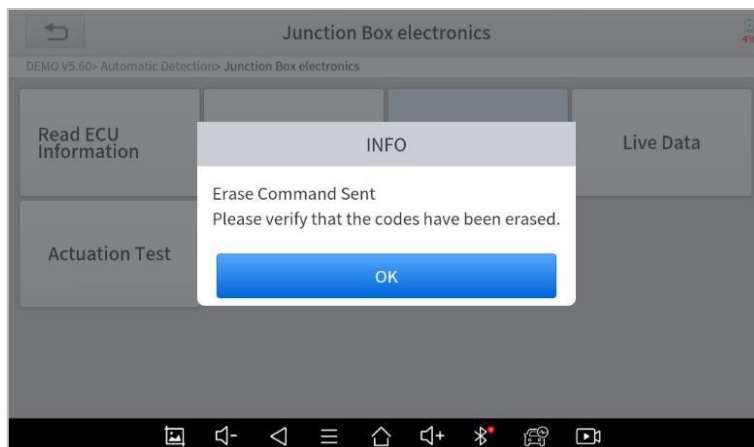 Junction Box electronics
4%
DEMO V5.60> Automatic Detection> Junction Box electronics
Read ECU
Information
Live Data
INFO
Erase Command Sent
Please verify that the codes have been erased.
OK
Actuation Test